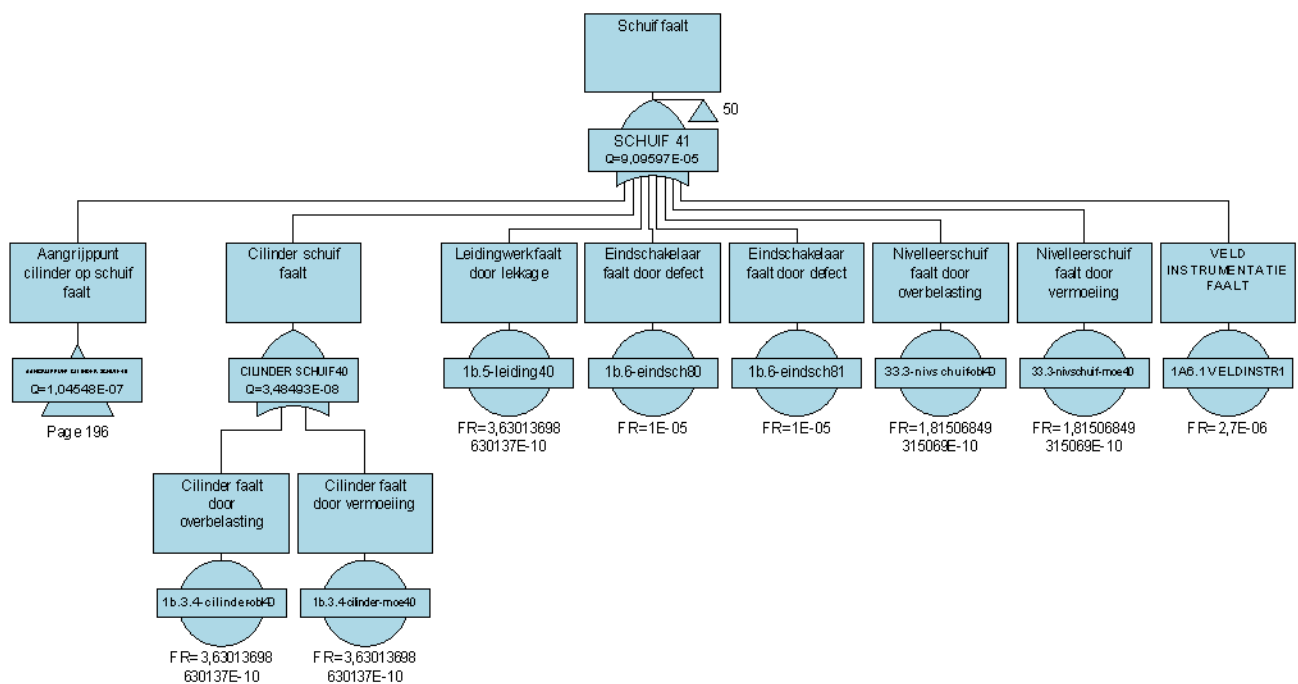 Schuif faalt
50
SCHUIF 41
Q=9,09597E-05
Aangrijppunt
cilinder op schuif
faalt
Cilinder schuif
faalt
Leidingwerkfaalt
door lekkage
Eindschakelaar
faalt door defect
Eindschakelaar
faalt door defect
Nivelleerschuif
faalt door
overbelasting
Nivelleerschuif
faalt door
vermoeiing
VELD
INSTRUMENTATIE
FAALT
Q=1,04548E-07
Page 196
CILINDER SCHUIF40
Q=3,48493E-08
1b.5-leiding40
FR=3,63013698
630137E-10
1b.6-eindsch80
FR=1E-05
1b.6-eindsch81
FR=1E-05
33.3-nivschuif-obl40
FR=1,81506849
315069E-10
33.3-nivschuif-moe40
FR=1,81506849
315069E-10
1A6.1VELDINSTR1
FR=2,7E-06
Cilinder faalt
door
overbelasting
Cilinder faalt
door vermoeiing
1b.3.4-cilinder-obl40
FR=3,63013698
630137E-10
1b.3.4-cilinder-moe40
FR=3,63013698
630137E-10